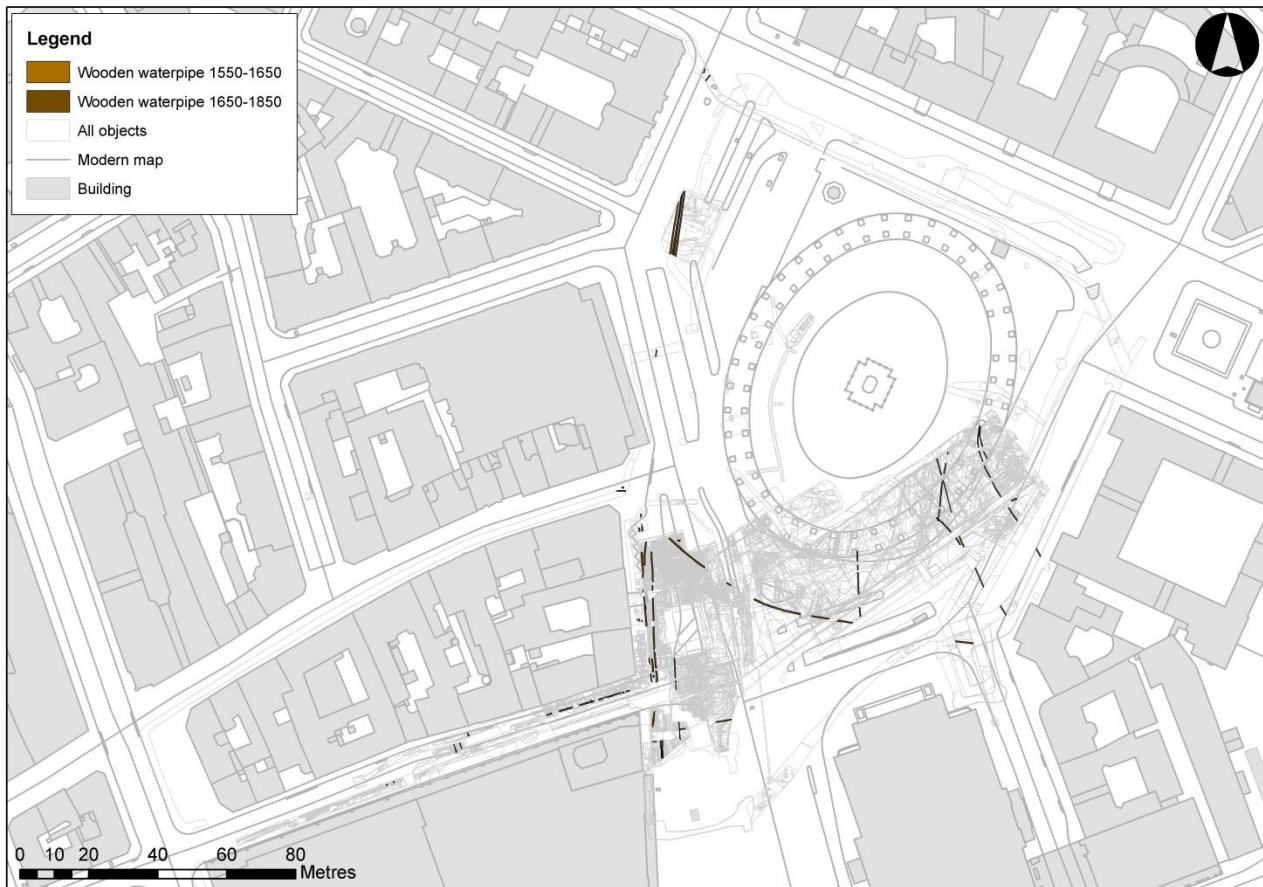 Legend
Wooden waterpipe 1550-1650
Wooden waterpipe 1650-1850
All objects
Modern map
Building
0 10 20 40 60 80
Metres